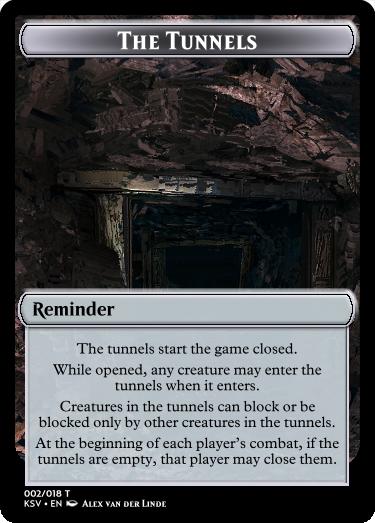 THE TUNNELS
Reminder
The tunnels start the game closed.
While opened, any creature may enter the
tunnels when it enters.
Creatures in the tunnels can block or be
blocked only by other creatures in the tunnels.
At the beginning of each player's combat, if the
tunnels are empty, that player may close them.
002/018 T
KSV • EN ALEX VAN DER LINDE